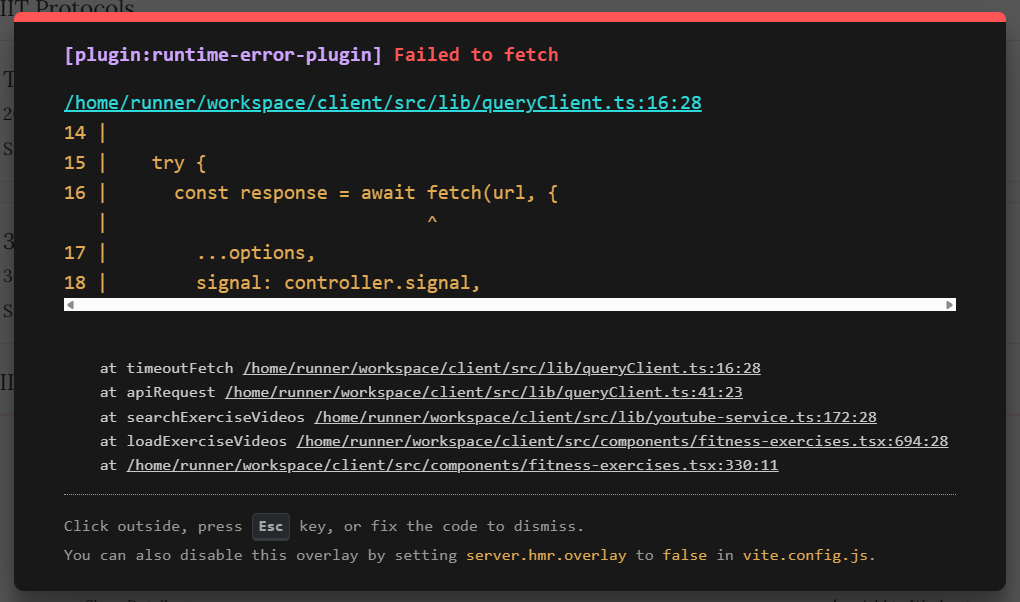 IIT Protocols
[plugin:runtime-error-plugin] Failed to fetch
/home/runner/workspace/client/src/lib/queryClient.ts:16:28
14 |
15 |    try {
16 |      const response = await fetch(url, {
   |                             ^
17 |        ...options,
18 |        signal: controller.signal,
at timeoutFetch /home/runner/workspace/client/src/lib/queryClient.ts:16:28
at apiRequest /home/runner/workspace/client/src/lib/queryClient.ts:41:23
at searchExerciseVideos /home/runner/workspace/client/src/lib/youtube-service.ts:172:28
at loadExerciseVideos /home/runner/workspace/client/src/components/fitness-exercises.tsx:694:28
at /home/runner/workspace/client/src/components/fitness-exercises.tsx:330:11
Click outside, press Esc key, or fix the code to dismiss.
You can also disable this overlay by setting server.hmr.overlay to false in vite.config.js.